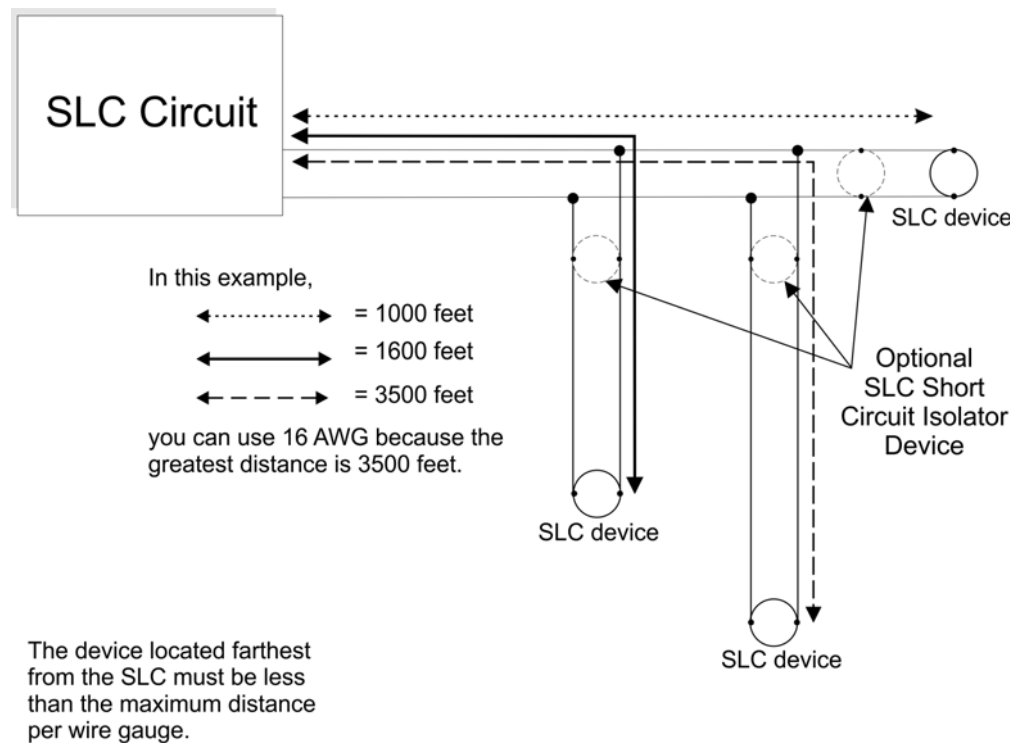 SLC Circuit
SLC device
In this example,
= 1000 feet
= 1600 feet
= 3500 feet
you can use 16 AWG because the
greatest distance is 3500 feet.
Optional
SLC Short
Circuit Isolator
Device
SLC device
SLC device
The device located farthest
from the SLC must be less
than the maximum distance
per wire gauge.